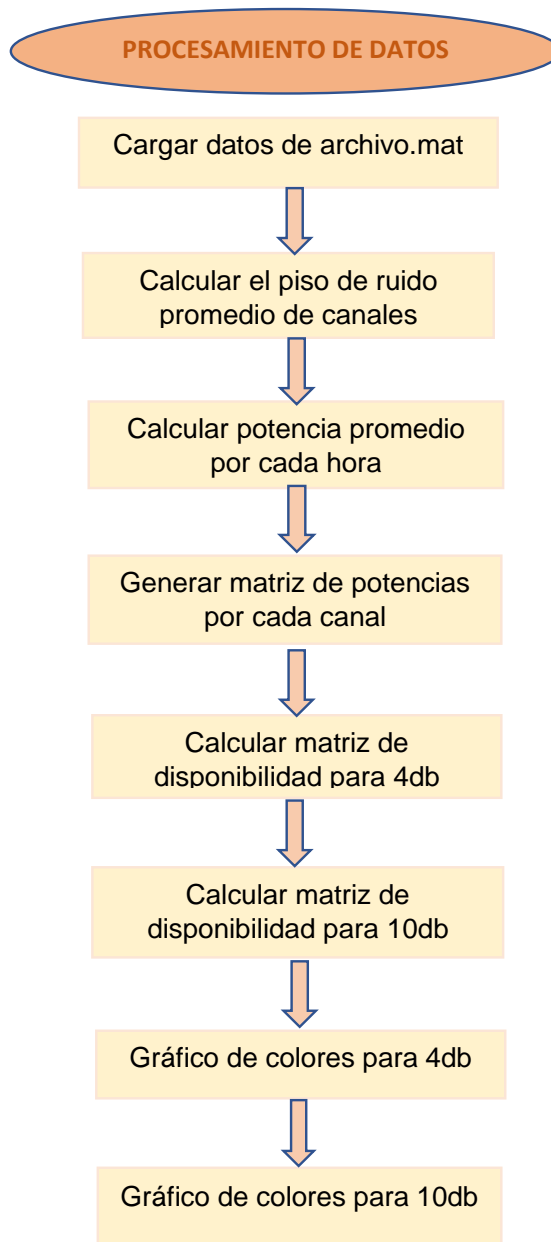 PROCESAMIENTO DE DATOS
Cargar datos de archivo.mat
Calcular el piso de ruido
promedio de canales
Calcular potencia promedio
por cada hora
Generar matriz de potencias
por cada canal
Calcular matriz de
disponibilidad para 4db
Calcular matriz de
disponibilidad para 10db
Gráfico de colores para 4db
Gráfico de colores para 10db